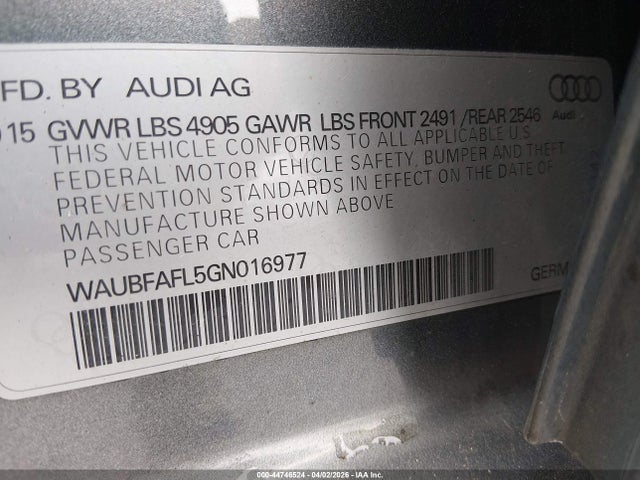 FD. BY AUDI AG
15 GVWR LBS 4905 GAWR LBS FRONT 2491 / REAR 2546
Audi
THIS VEHICLE CONFORMS TO ALL APPLICABLE U.S
FEDERAL MOTOR VEHICLE SAFETY, BUMPER AND THEFT
PREVENTION STANDARDS IN EFFECT ON THE DATE OF
MANUFACTURE SHOWN ABOVE
PASSENGER CAR
WAUBFAFL5GN016977
GERM
000-44746524 - 04/02/2026 - IAA Inc.